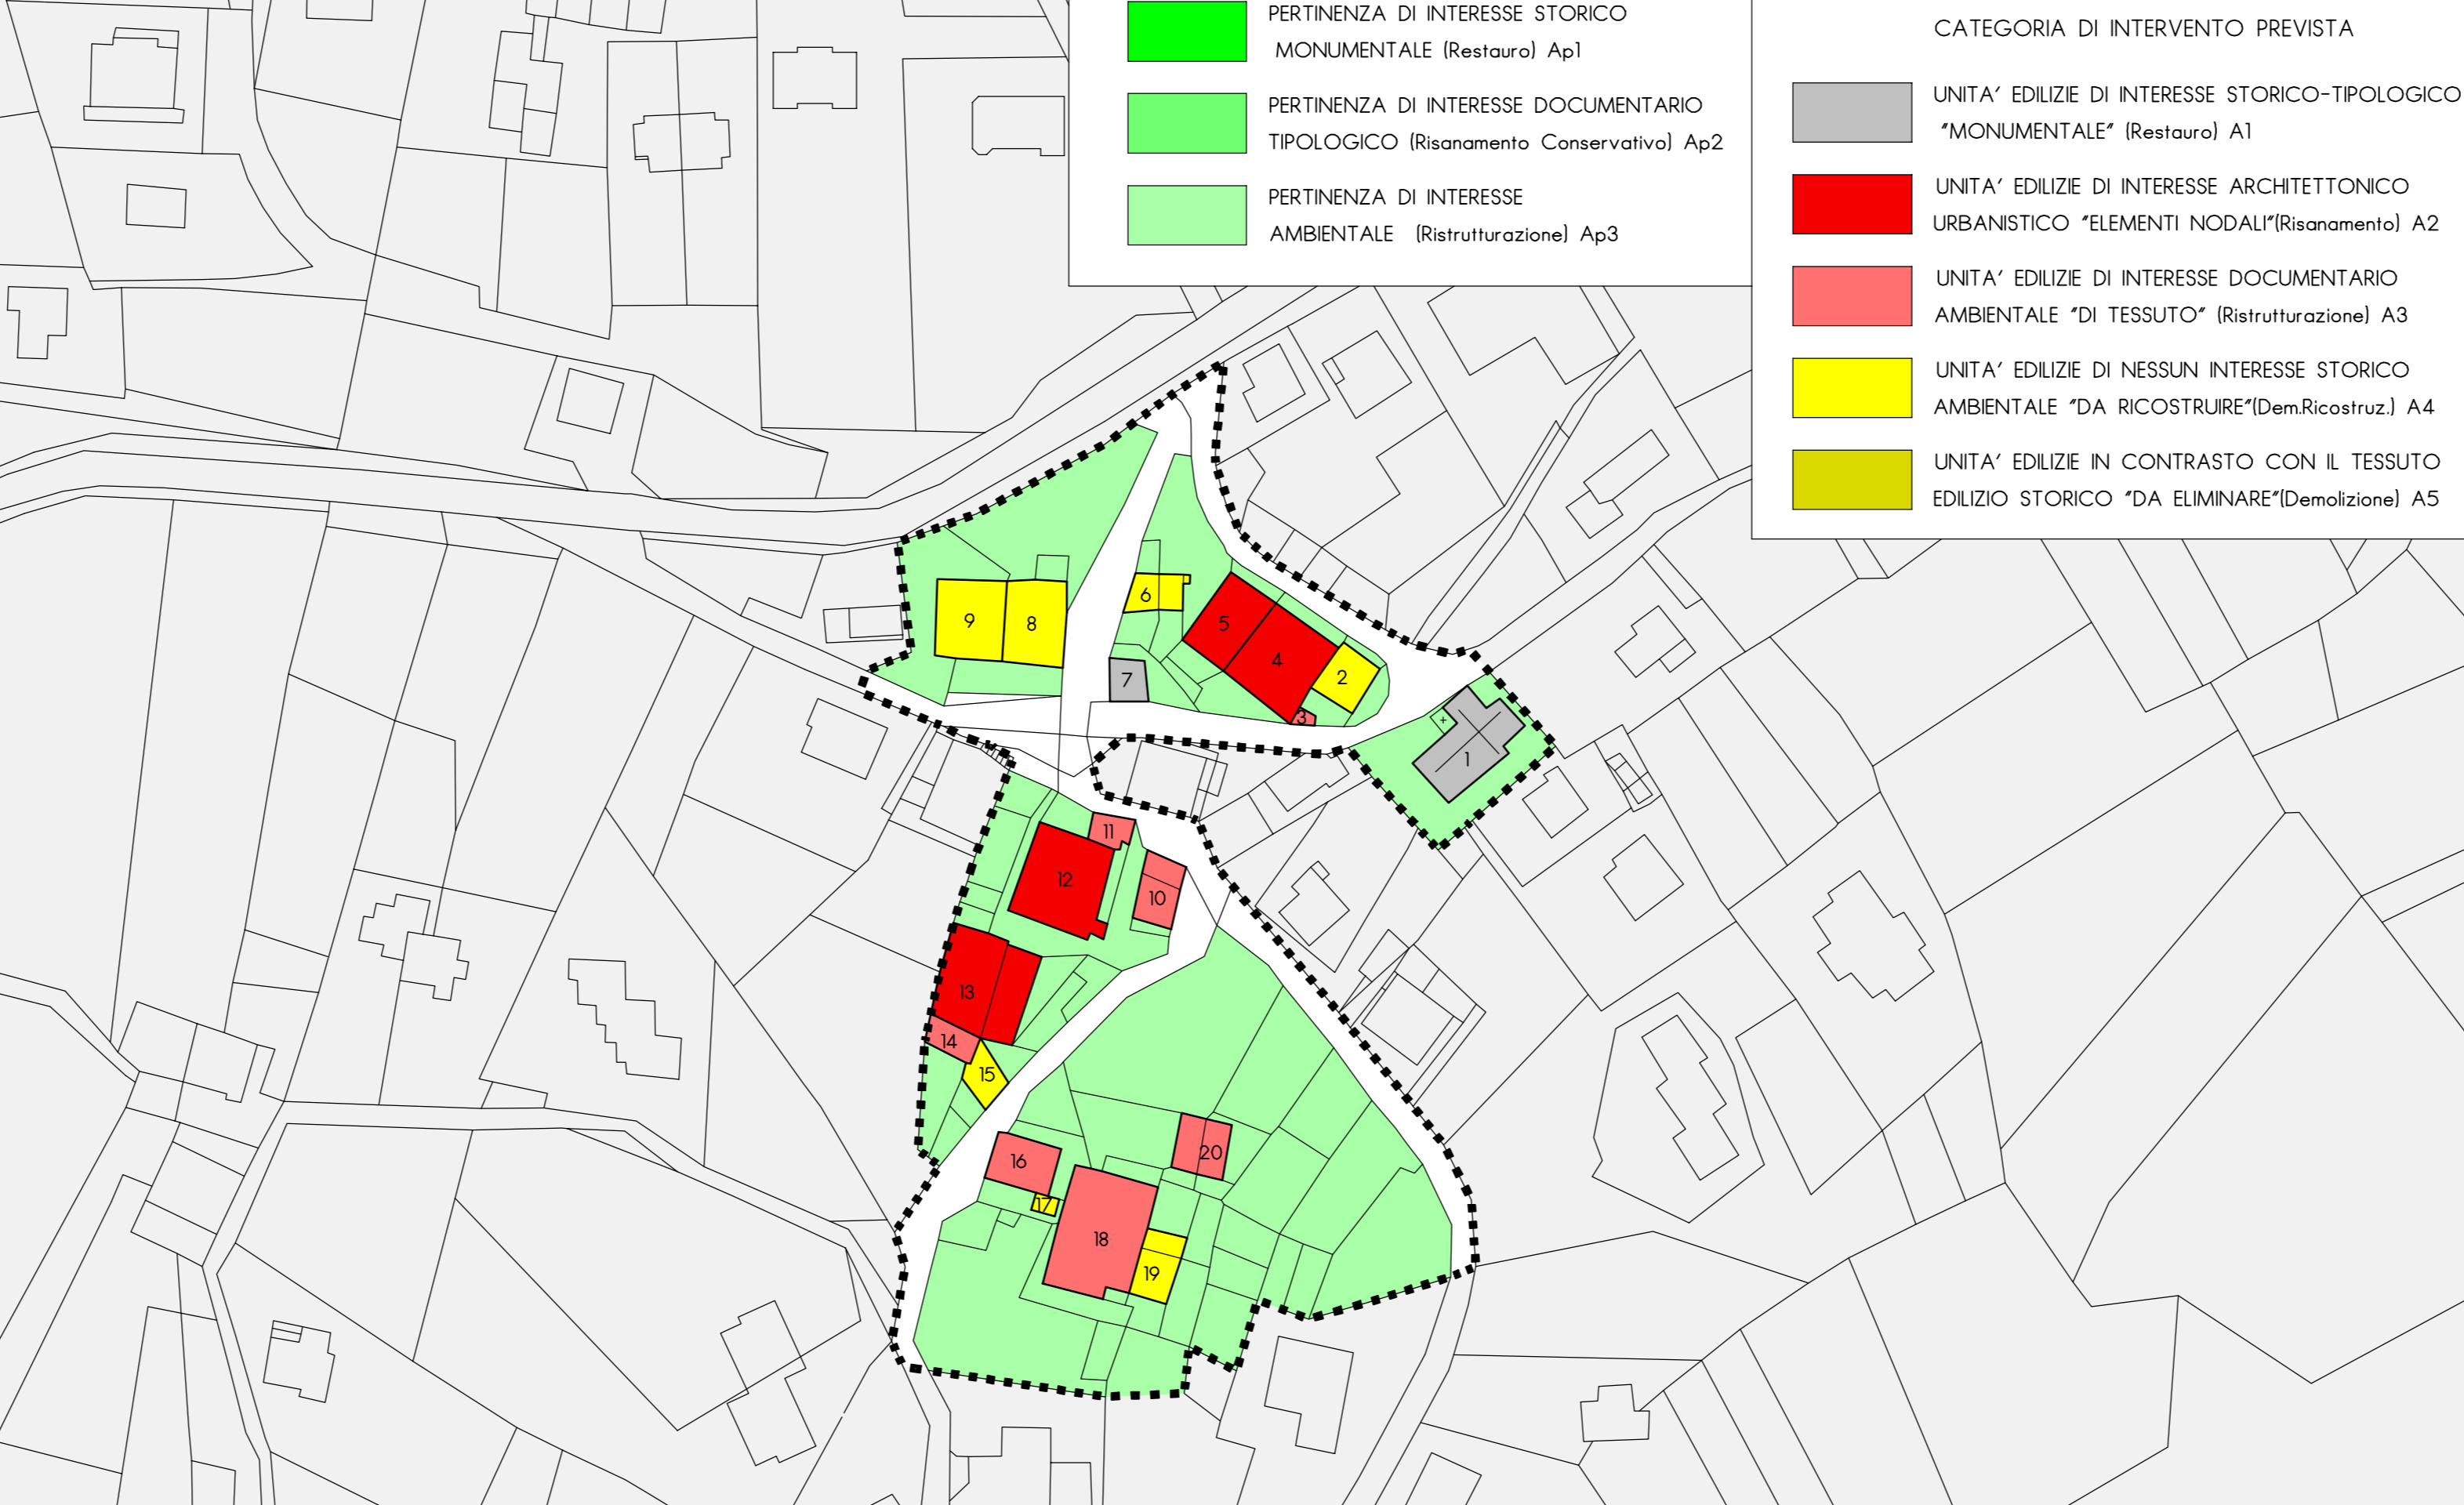 PERTINENZA DI INTERESSE STORICO
MONUMENTALE (Restauro) Ap1
PERTINENZA DI INTERESSE DOCUMENTARIO
TIPOLOGICO (Risanamento Conservativo) Ap2
PERTINENZA DI INTERESSE
AMBIENTALE (Ristrutturazione) Ap3
CATEGORIA DI INTERVENTO PREVISTA
UNITA' EDILIZIE DI INTERESSE STORICO-TIPOLOGICO
"MONUMENTALE" (Restauro) A1
UNITA' EDILIZIE DI INTERESSE ARCHITETTONICO
URBANISTICO "ELEMENTI NODALI"(Risanamento) A2
UNITA' EDILIZIE DI INTERESSE DOCUMENTARIO
AMBIENTALE "DI TESSUTO" (Ristrutturazione) A3
UNITA' EDILIZIE DI NESSUN INTERESSE STORICO
AMBIENTALE "DA RICOSTRUIRE"(Dem.Ricostruz.) A4
UNITA' EDILIZIE IN CONTRASTO CON IL TESSUTO
EDILIZIO STORICO "DA ELIMINARE"(Demolizione) A5
6
9
8
5
4
7
2
3
1
11
12
10
13
14
15
16
20
17
18
19